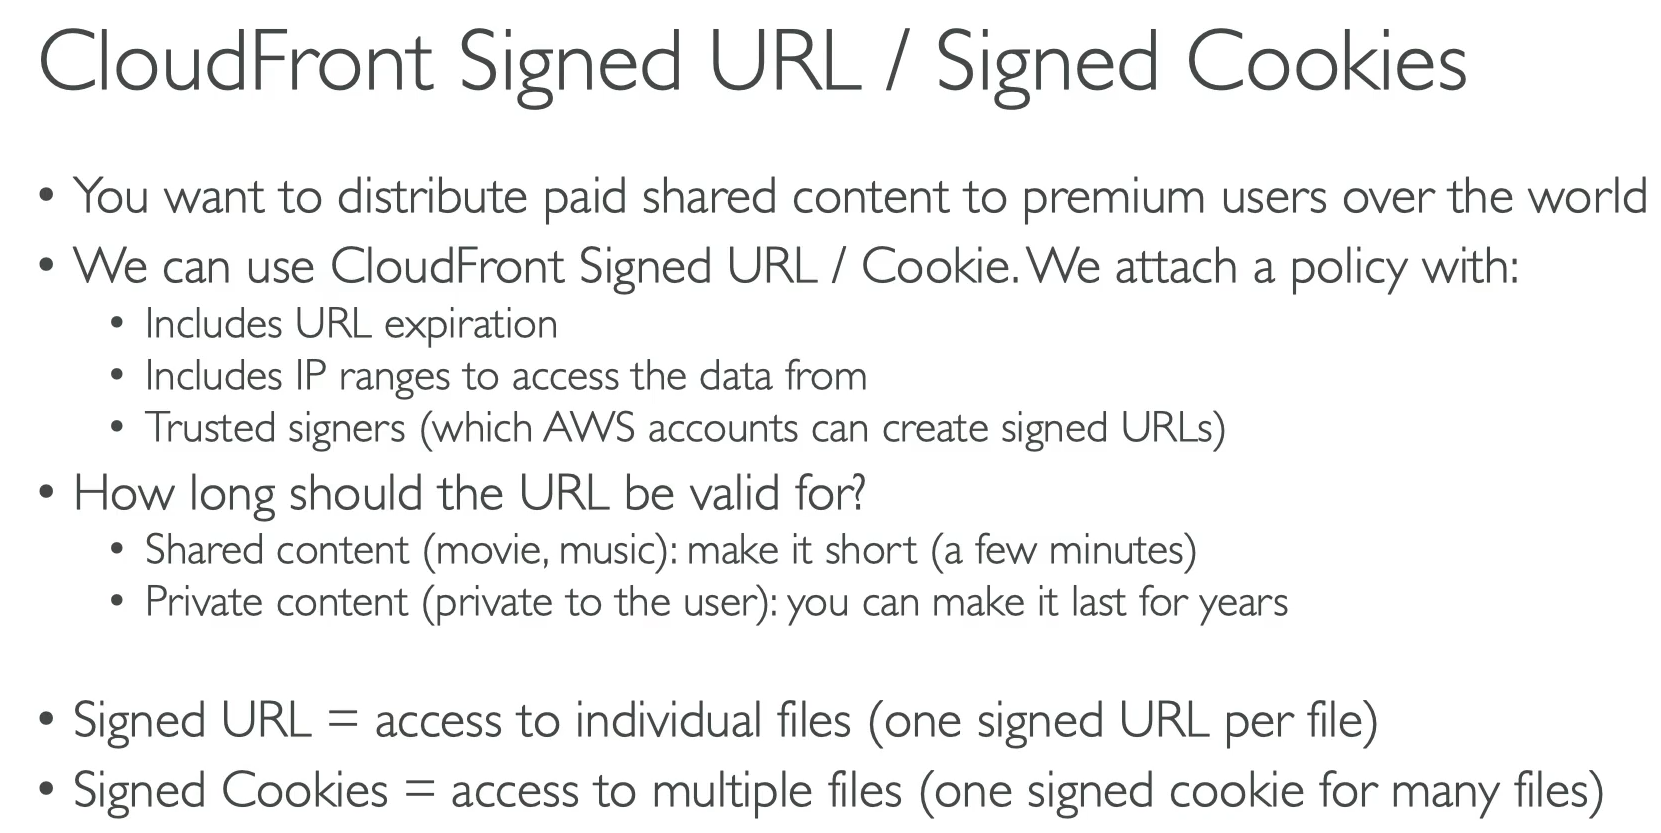 CloudFront Signed URL / Signed Cookies
• You want to distribute paid shared content to premium users over the world
• We can use CloudFront Signed URL / Cookie. We attach a policy with:
• Includes URL expiration
• Includes IP ranges to access the data from
• Trusted signers (which AWS accounts can create signed URLs)
• How long should the URL be valid for?
• Shared content (movie, music): make it short (a few minutes)
• Private content (private to the user): you can make it last for years
• Signed URL = access to individual files (one signed URL per file)
• Signed Cookies = access to multiple files (one signed cookie for many files)